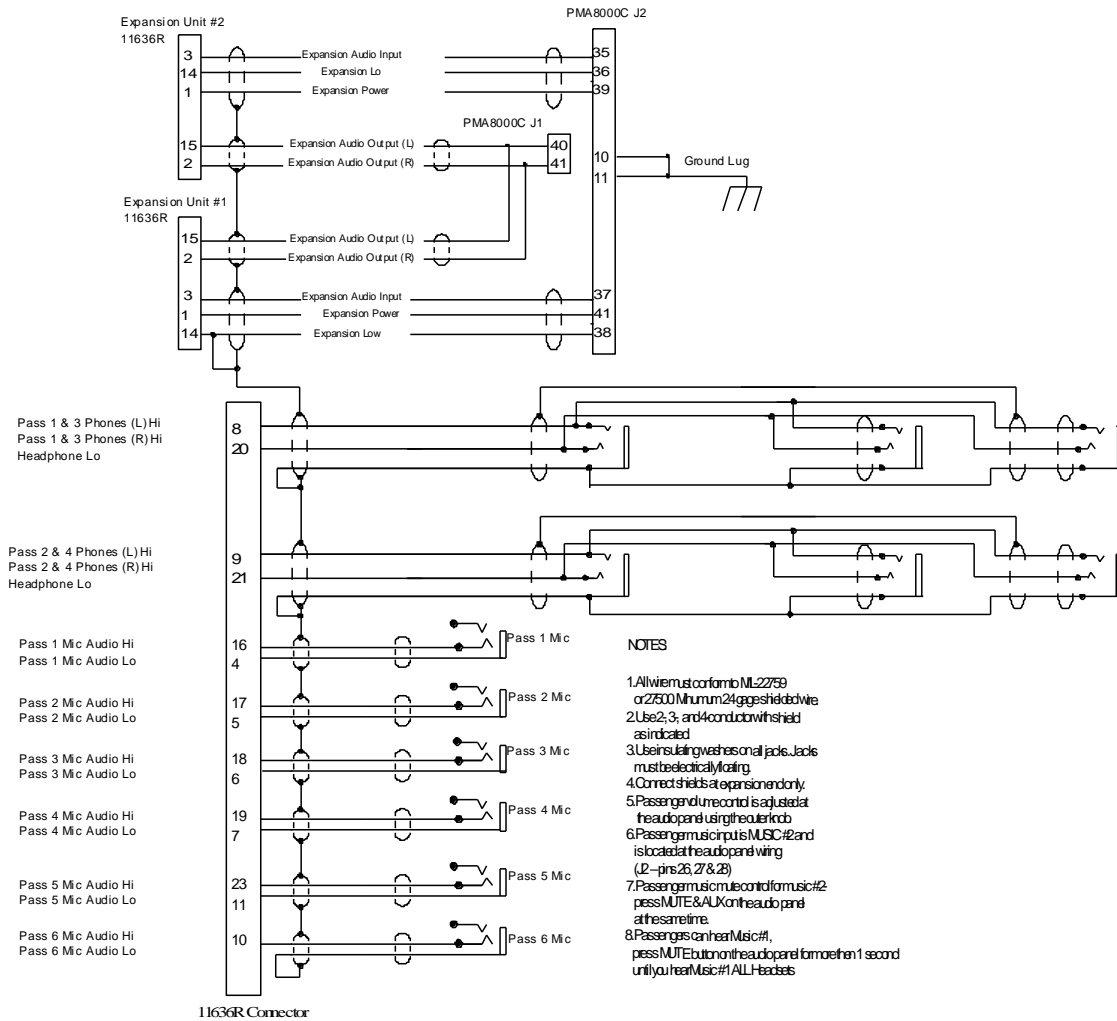 PMA8000C J2
Expansion Unit #2
11636R
3 Expansion Audio Input 35
14 Expansion Lo 36
1 Expansion Power 39
PMA8000C J1
15 Expansion Audio Output (L) 40
2 Expansion Audio Output (R) 41
10 Ground Lug
11
Expansion Unit #1
11636R
15 Expansion Audio Output (L)
2 Expansion Audio Output (R)
3 Expansion Audio Input 37
1 Expansion Power 41
14 Expansion Low 38
Pass 1 & 3 Phones (L) Hi 8
Pass 1 & 3 Phones (R) Hi 20
Headphone Lo
Pass 2 & 4 Phones (L) Hi 9
Pass 2 & 4 Phones (R) Hi 21
Headphone Lo
Pass 1 Mic Audio Hi 16 Pass 1 Mic
Pass 1 Mic Audio Lo 4
Pass 2 Mic Audio Hi 17 Pass 2 Mic
Pass 2 Mic Audio Lo 5
Pass 3 Mic Audio Hi 18 Pass 3 Mic
Pass 3 Mic Audio Lo 6
Pass 4 Mic Audio Hi 19 Pass 4 Mic
Pass 4 Mic Audio Lo 7
Pass 5 Mic Audio Hi 23 Pass 5 Mic
Pass 5 Mic Audio Lo 11
Pass 6 Mic Audio Hi 10 Pass 6 Mic
Pass 6 Mic Audio Lo
11636R Connector
NOTES:
1. All wire must conform to MIL-22759
or 27500. Mihumum 24 gage shielded wire.
2. Use 2-, 3-, and 4-conductor with shield
as indicated.
3. Use insulating washers on all jacks. Jacks
must be electrically floating.
4. Connect shields at expansion end only.
5. Passenger volume control is adjusted at
the audio panel using the outer knob
6. Passenger music input is MUSIC #2 and
is located at the audio panel wiring
(J2 – pins 26, 27 & 28)
7. Passenger music mute control for music #2-
press MUTE & AUX on the audio panel
at the same time.
8. Passengers can hear Music #1,
press MUTE button on the audio panel for more then 1 second
until you hear Music #1 ALL Headsets